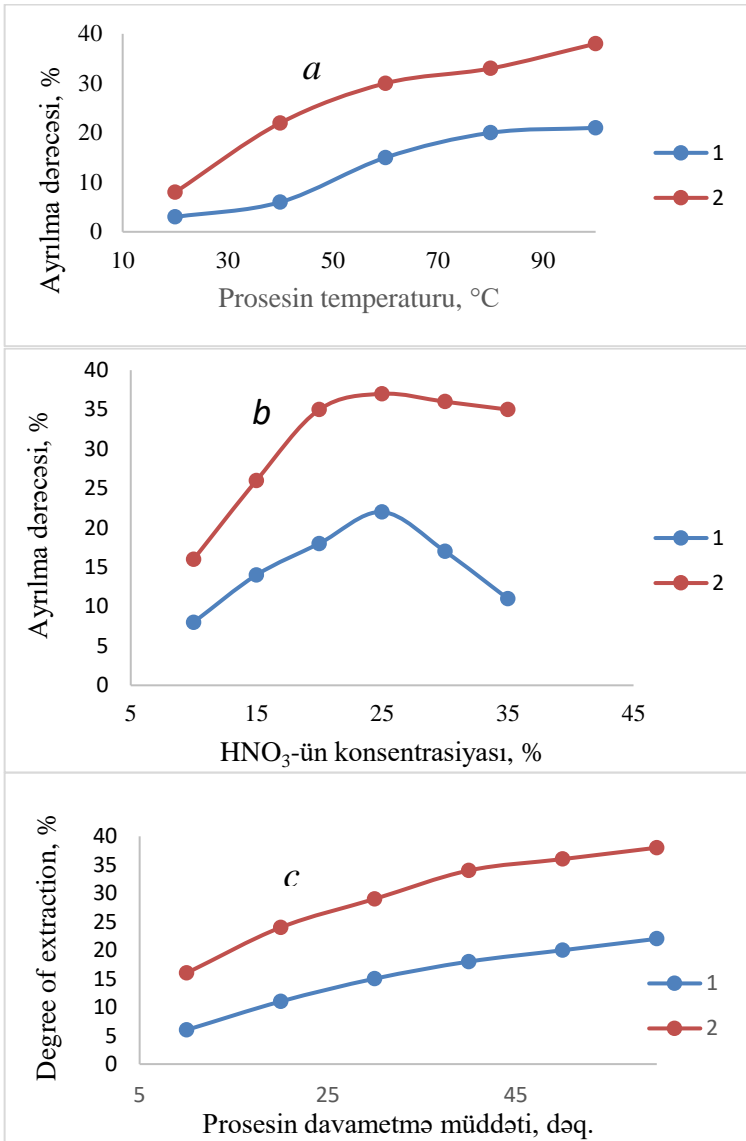 40
a
30
20
10
0
Ayrılma dərəcəsi, %
1
2
10 30 50 70 90
Prosesin temperaturu, °C
40
b
35
30
25
20
15
10
5
0
Ayrılma dərəcəsi, %
1
2
5 15 25 35 45
HNO₃-ün konsentrasiyası, %
40
c
35
30
25
20
15
10
5
0
Degree of extraction, %
1
2
5 25 45
Prosesin davametmə müddəti, dəq.